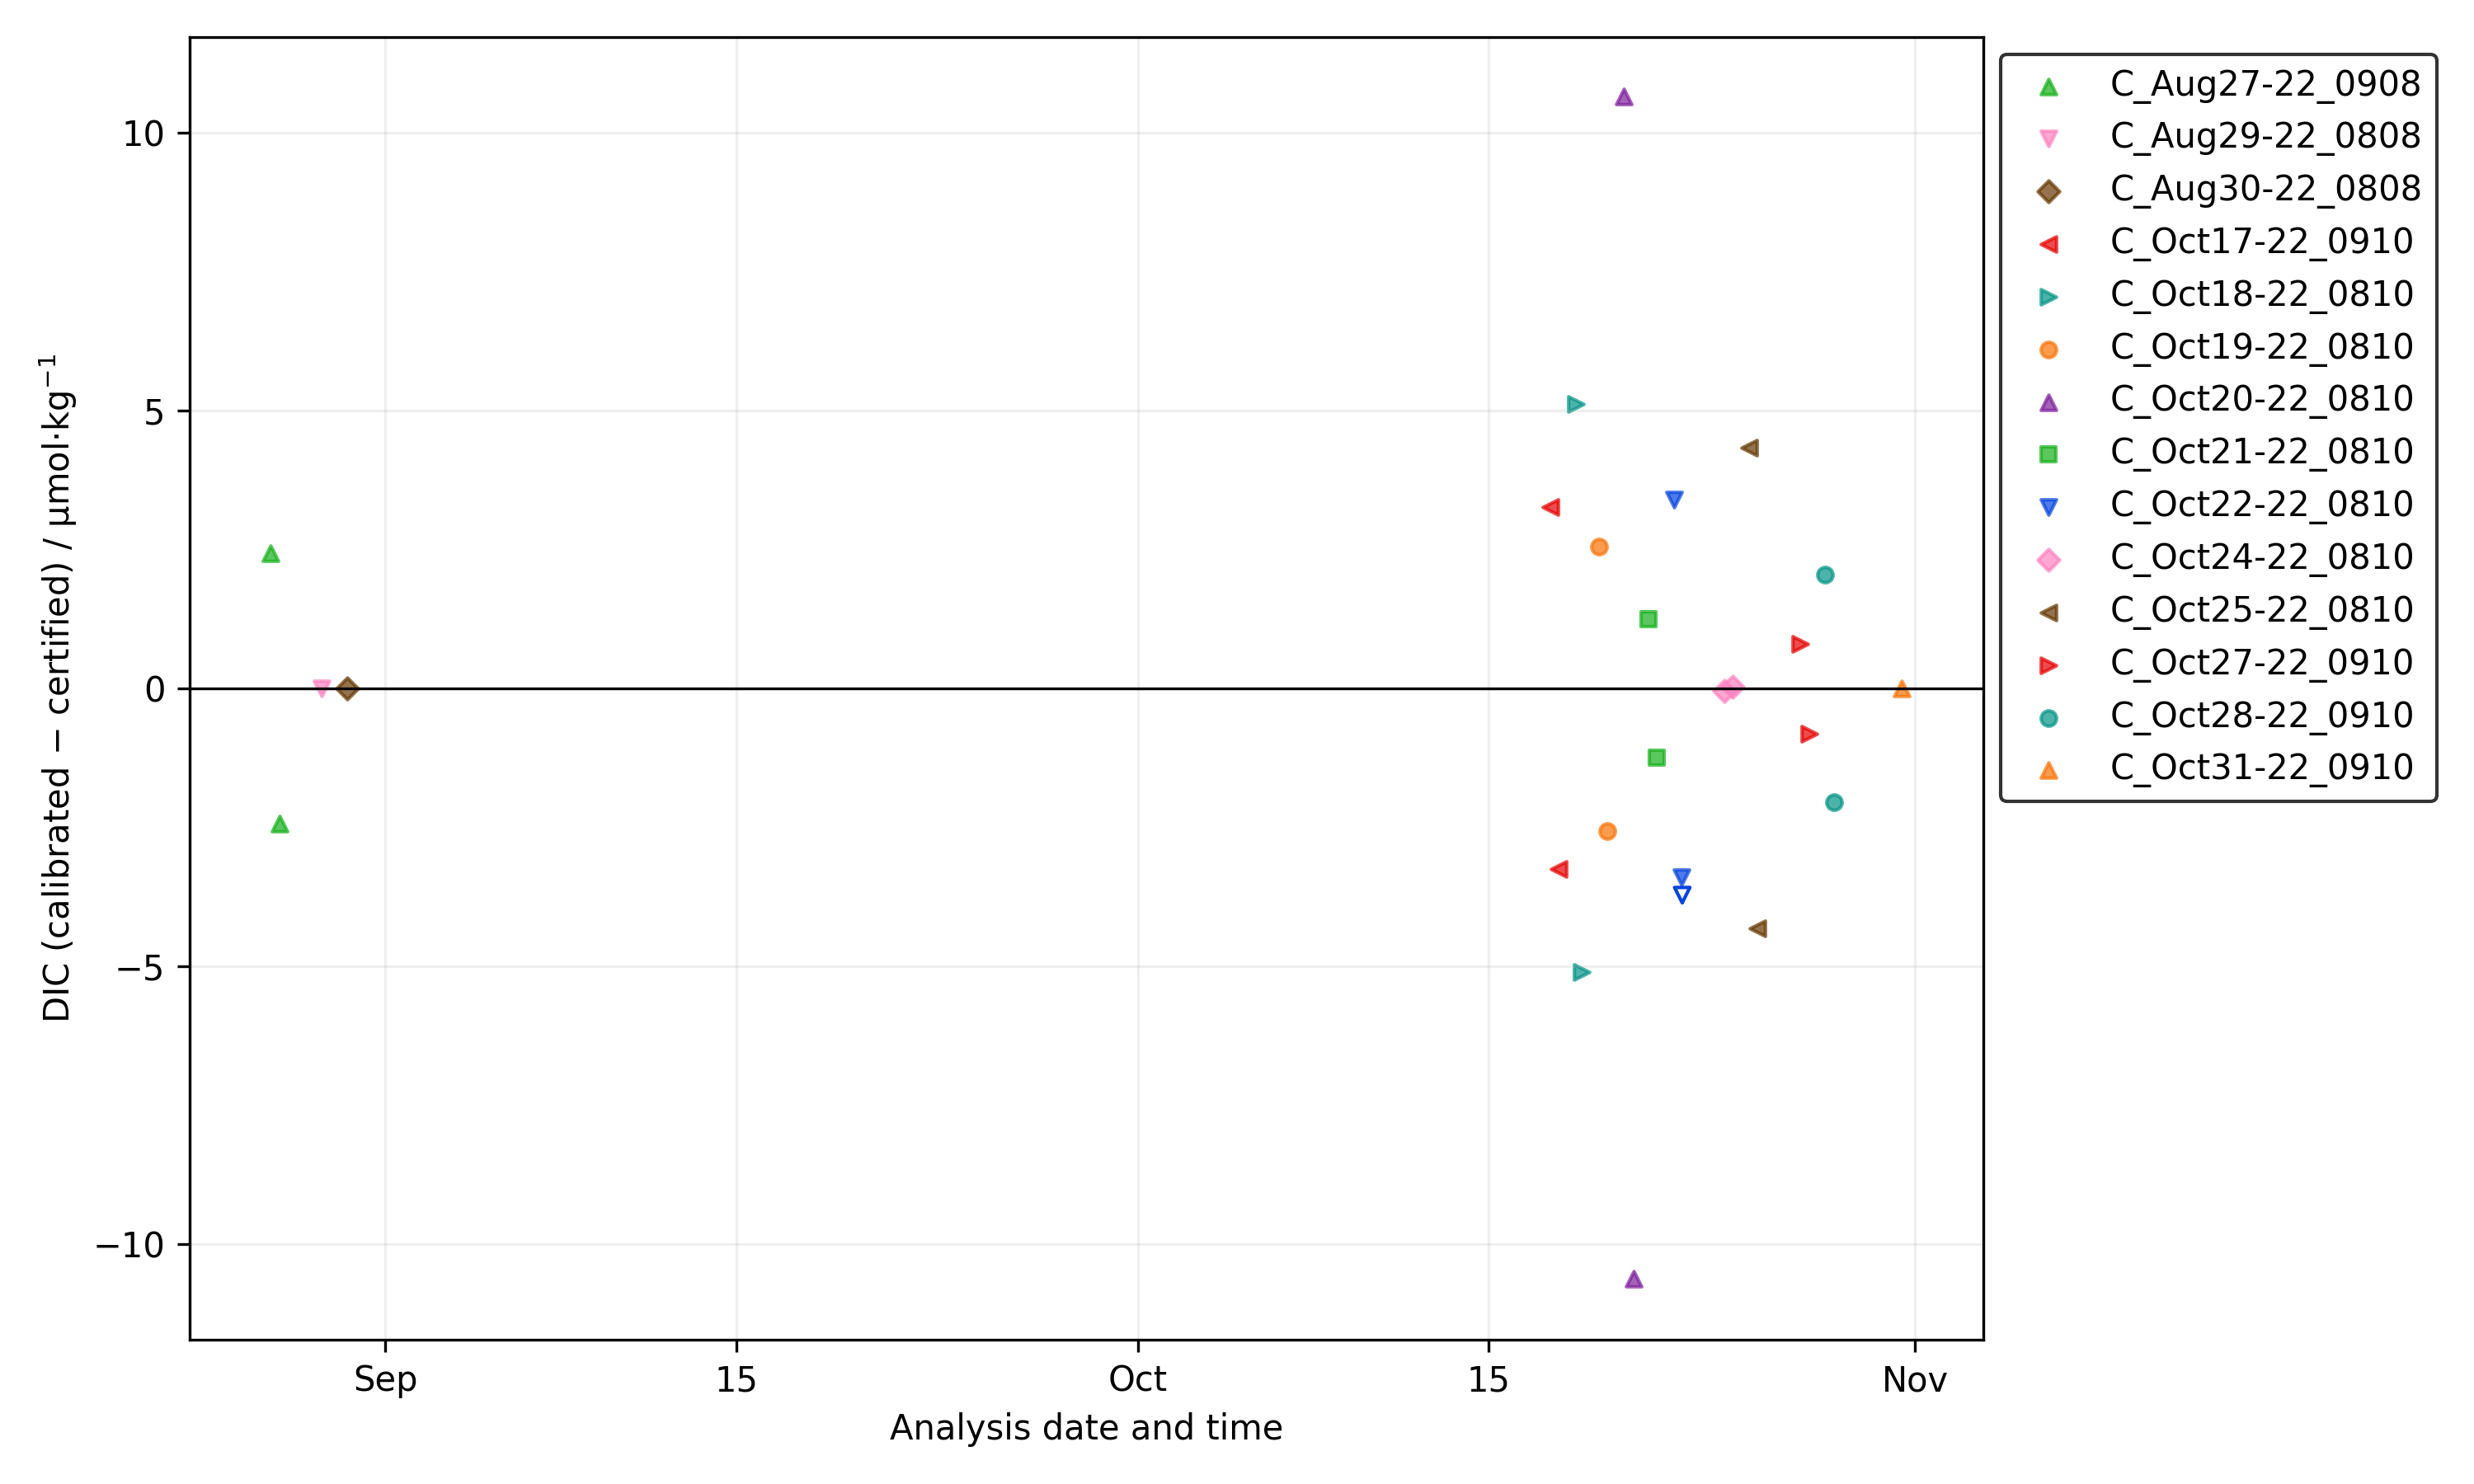 DIC (calibrated − certified) / µmol·kg⁻¹
10
5
0
−5
−10
Sep
15
Oct
15
Nov
Analysis date and time
C_Aug27-22_0908
C_Aug29-22_0808
C_Aug30-22_0808
C_Oct17-22_0910
C_Oct18-22_0810
C_Oct19-22_0810
C_Oct20-22_0810
C_Oct21-22_0810
C_Oct22-22_0810
C_Oct24-22_0810
C_Oct25-22_0810
C_Oct27-22_0910
C_Oct28-22_0910
C_Oct31-22_0910